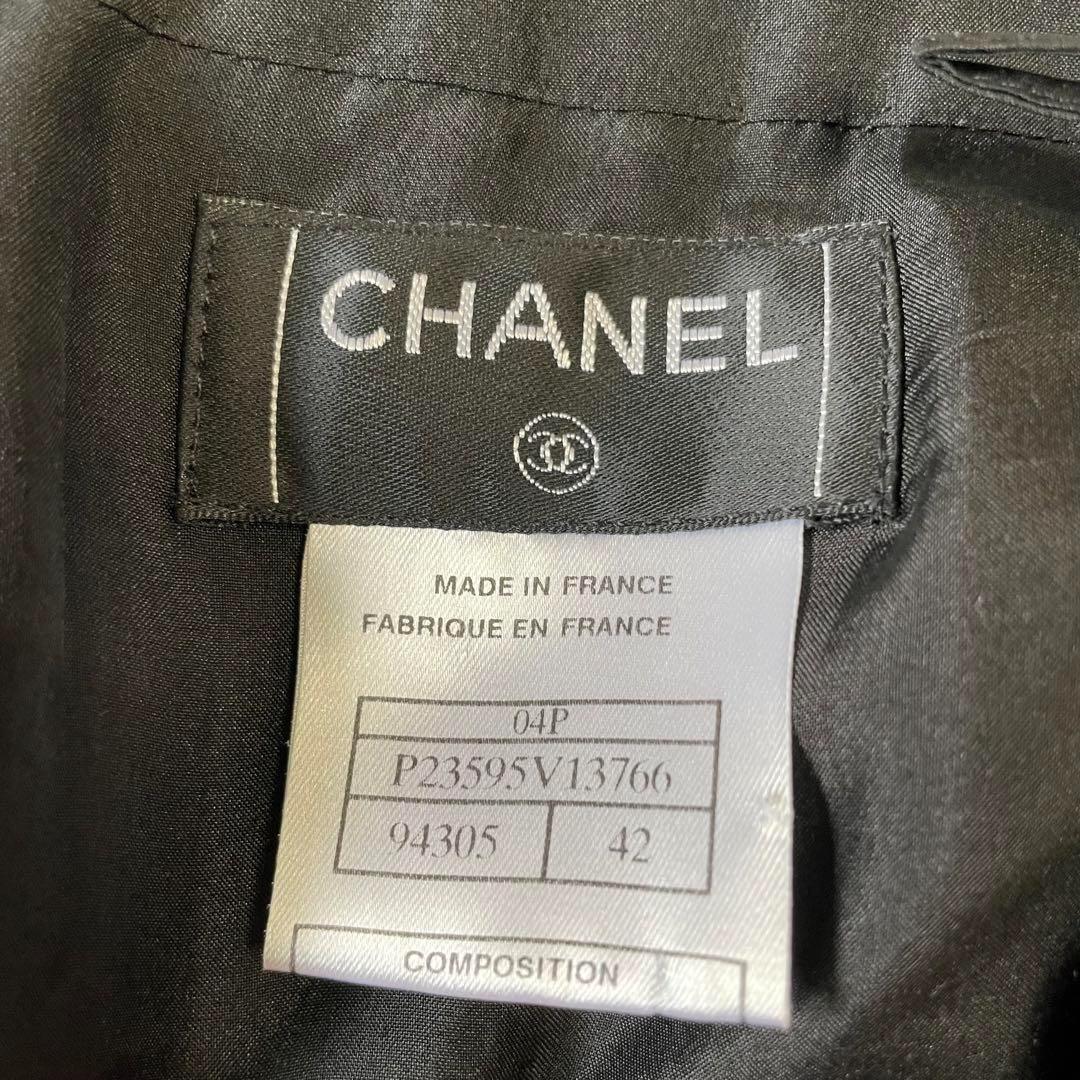 CHANEL
MADE IN FRANCE
FABRIQUE EN FRANCE
04P
P23595V13766
94305 42
COMPOSITION